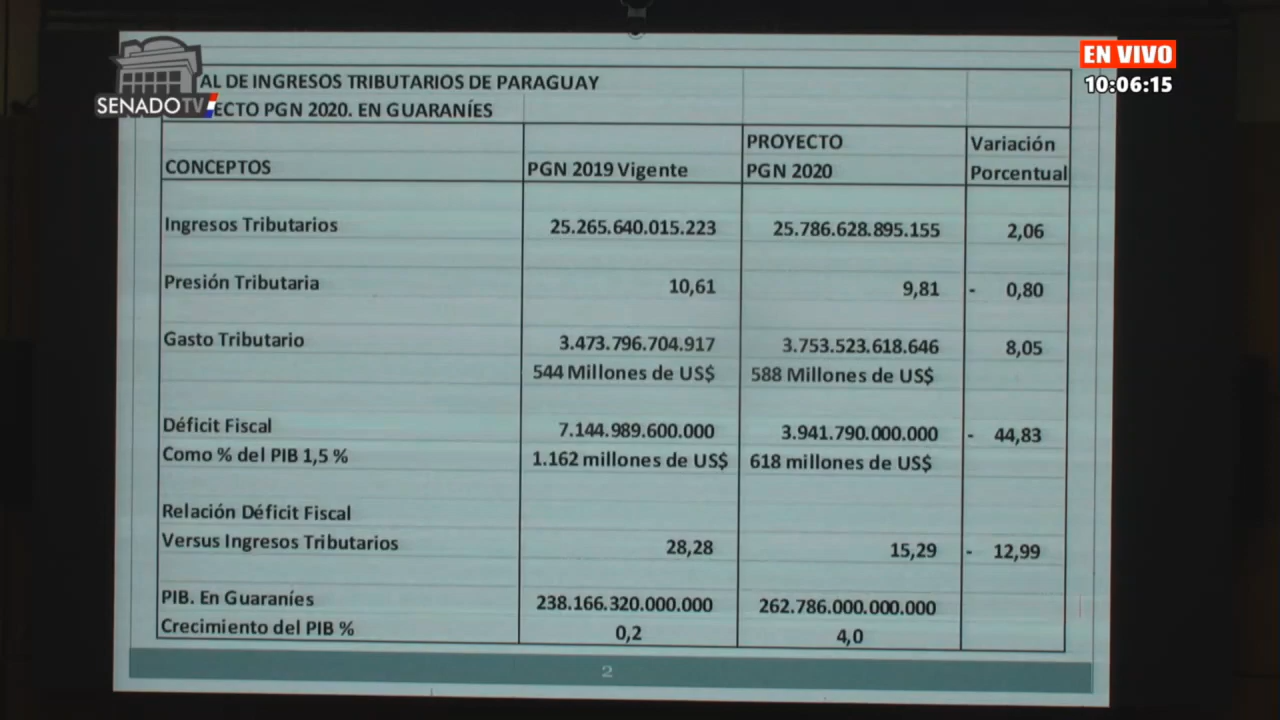 EN VIVO
10:06:15
SENADOTV
AL DE INGRESOS TRIBUTARIOS DE PARAGUAY
ECTO PGN 2020. EN GUARANÍES
CONCEPTOS PGN 2019 Vigente PROYECTO PGN 2020 Variación Porcentual
Ingresos Tributarios 25.265.640.015.223 25.786.628.895.155 2,06
Presión Tributaria 10,61 9,81 - 0,80
Gasto Tributario 3.473.796.704.917 3.753.523.618.646 8,05
544 Millones de US$ 588 Millones de US$
Déficit Fiscal 7.144.989.600.000 3.941.790.000.000 - 44,83
Como % del PIB 1,5 % 1.162 millones de US$ 618 millones de US$
Relación Déficit Fiscal
Versus Ingresos Tributarios 28,28 15,29 - 12,99
PIB. En Guaraníes 238.166.320.000.000 262.786.000.000.000
Crecimiento del PIB % 0,2 4,0
2